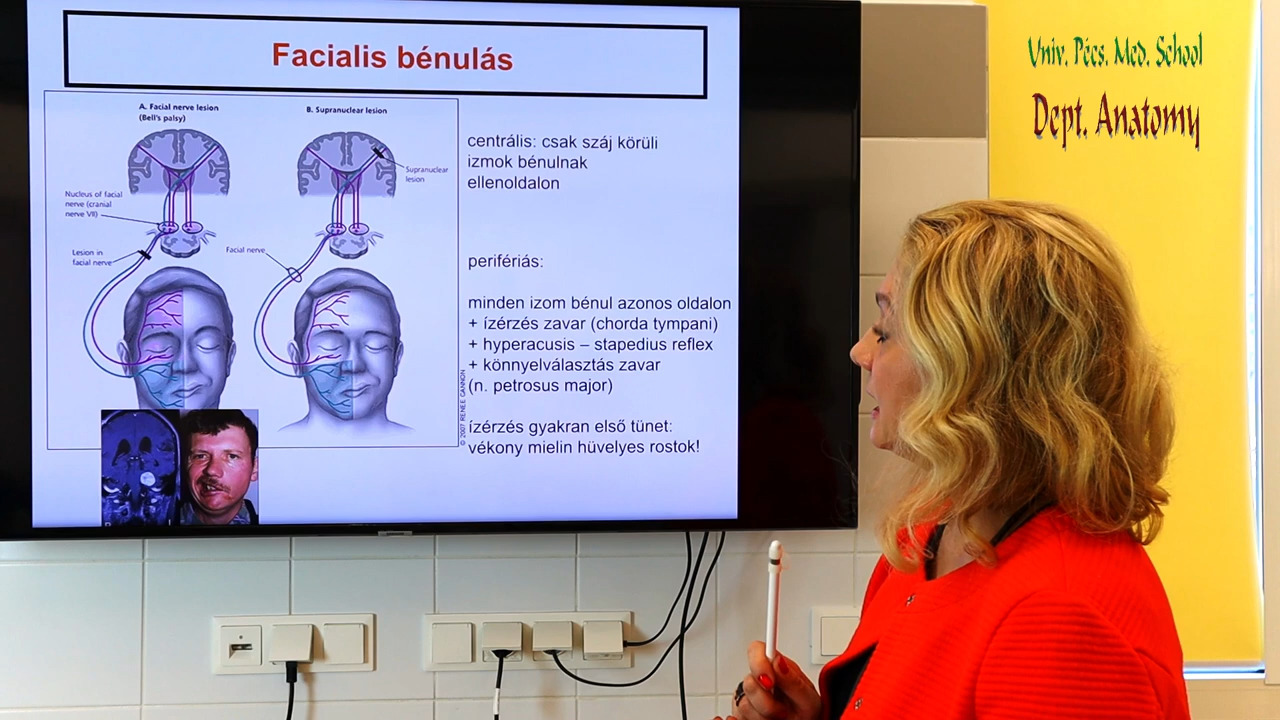 Facialis bénulás
A. Facial nerve lesion
(Bell's palsy)
B. Supranuclear lesion
Supranuclear
lesion
Nucleus of facial
nerve (cranial
nerve VII)
Lesion in
facial nerve
Facial nerve
© 2007 RENEE CANNON
centrális: csak száj körüli
izmok bénulnak
ellenoldalon
perifériás:
minden izom bénul azonos oldalon
+ ízérzés zavar (chorda tympani)
+ hyperacusis – stapedius reflex
+ könnyelválasztás zavar
(n. petrosus major)
ízérzés gyakran első tünet:
vékony mielin hüvelyes rostok!
Univ. Pécs. Med. School
Dept. Anatomy